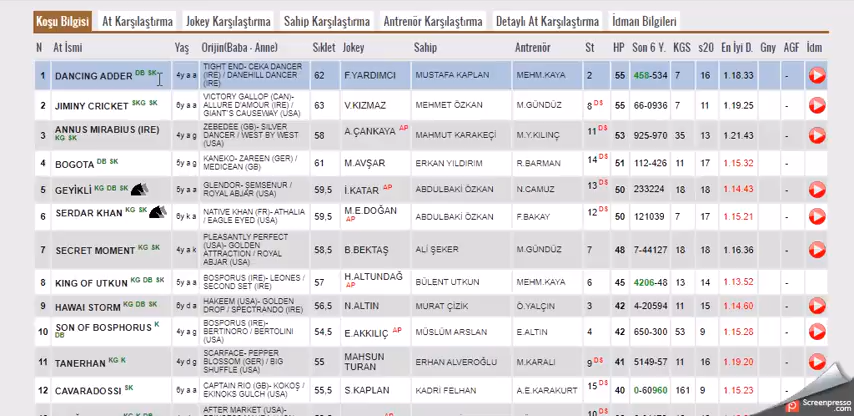 Koşu Bilgisi At Karşılaştırma Jokey Karşılaştırma Sahip Karşılaştırma Antrenör Karşılaştırma Detaylı At Karşılaştırma İdman Bilgileri
N At İsmi Yaş Orijin(Baba - Anne) Sıklet Jokey Sahip Antrenör St HP Son 6 Y. KGS s20 En İyi D. Gny AGF İdm
1 DANCING ADDER DB SK 4y a a TIGHT END- CEKA DANCER (IRE) / DANEHILL DANCER (IRE) 62 F.YARDIMCI MUSTAFA KAPLAN MEHM.KAYA 2 55 458-534 7 16 1.18.33 -
2 JIMINY CRICKET SKG SK 8y a a VICTORY GALLOP (CAN)- ALLURE D'AMOUR (IRE) / GIANT'S CAUSEWAY (USA) 63 V.KIZMAZ MEHMET ÖZKAN M.GÜNDÜZ 8 DS 55 66-0936 7 11 1.19.25 -
3 ANNUS MIRABIUS (IRE) KG SK 4y a g ZEBEDEE (GB)- SILVER DANCER / WEST BY WEST (USA) 58 A.ÇANKAYA AP MAHMUT KARAKEÇİ M.Y.KILINÇ 11 DS 53 925-970 35 13 1.21.43 -
4 BOGOTA DB SK 6y a a KANEKO- ZAREEN (GER) / MEDICEAN (GB) 61 M.AVŞAR ERKAN YILDIRIM R.BARMAN 14 DS 51 112-426 11 17 1.15.32 -
5 GEYİKLİ KG DB SK 5y a a GLENDOR- SEMSENUR / ROYAL ABJAR (USA) 59,5 İ.KATAR AP ABDULBAKİ ÖZKAN N.CAMUZ 13 DS 50 233224 18 18 1.14.43 -
6 SERDAR KHAN KG SK 6y k a NATIVE KHAN (FR)- ATHALIA / EAGLE EYED (USA) 59,5 M.E.DOĞAN AP ABDULBAKİ ÖZKAN F.BAKAY 12 DS 50 121039 7 17 1.15.21 -
7 SECRET MOMENT KG SK 4y a k PLEASANTLY PERFECT (USA)- GOLDEN ATTRACTION / ROYAL ABJAR (USA) 58,5 B.BEKTAŞ ALİ ŞEKER M.GÜNDÜZ 7 48 7-44127 18 18 1.16.36 -
8 KING OF UTKUN KG DB SK 5y a a BOSPORUS (IRE)- LEONES / SECOND SET (IRE) 57 H.ALTUNDAĞ AP BÜLENT UTKUN MEHM.KAYA 6 45 4206-48 13 14 1.13.52 -
9 HAWAI STORM KG DB SK 8y d a HAKEEM (USA)- GOLDEN DROP / SPECTRANDO (IRE) 56,5 N.ALTIN MURAT ÇİZİK Ö.YALÇIN 3 42 4-20594 11 15 1.14.60 -
10 SON OF BOSPHORUS K DB 4y a g BOSPORUS (IRE)- BERTINORO / BERTOLINI (USA) 54,5 E.AKKILIÇ AP MÜSLÜM ARSLAN E.ALTIN 4 42 650-300 53 9 1.15.28 -
11 TANERHAN KG K 4y d g SCARFACE- PEPPER BLOSSOM (GER) / BIG SHUFFLE (USA) 55 MAHSUN TURAN ERHAN ALVEROĞLU M.KARALI 9 DS 41 5149-57 11 16 1.19.20 -
12 CAVARADOSSI SK 8y a a CAPTAIN RIO (GB)- KOKOŞ / EKINOKS GULCH (USA) 55,5 S.KAPLAN KADRİ FELHAN A.E.KARAKURT 15 DS 40 0-60960 161 9 1.15.23 -
AFTER MARKET (USA)-
Screenpresso
.com